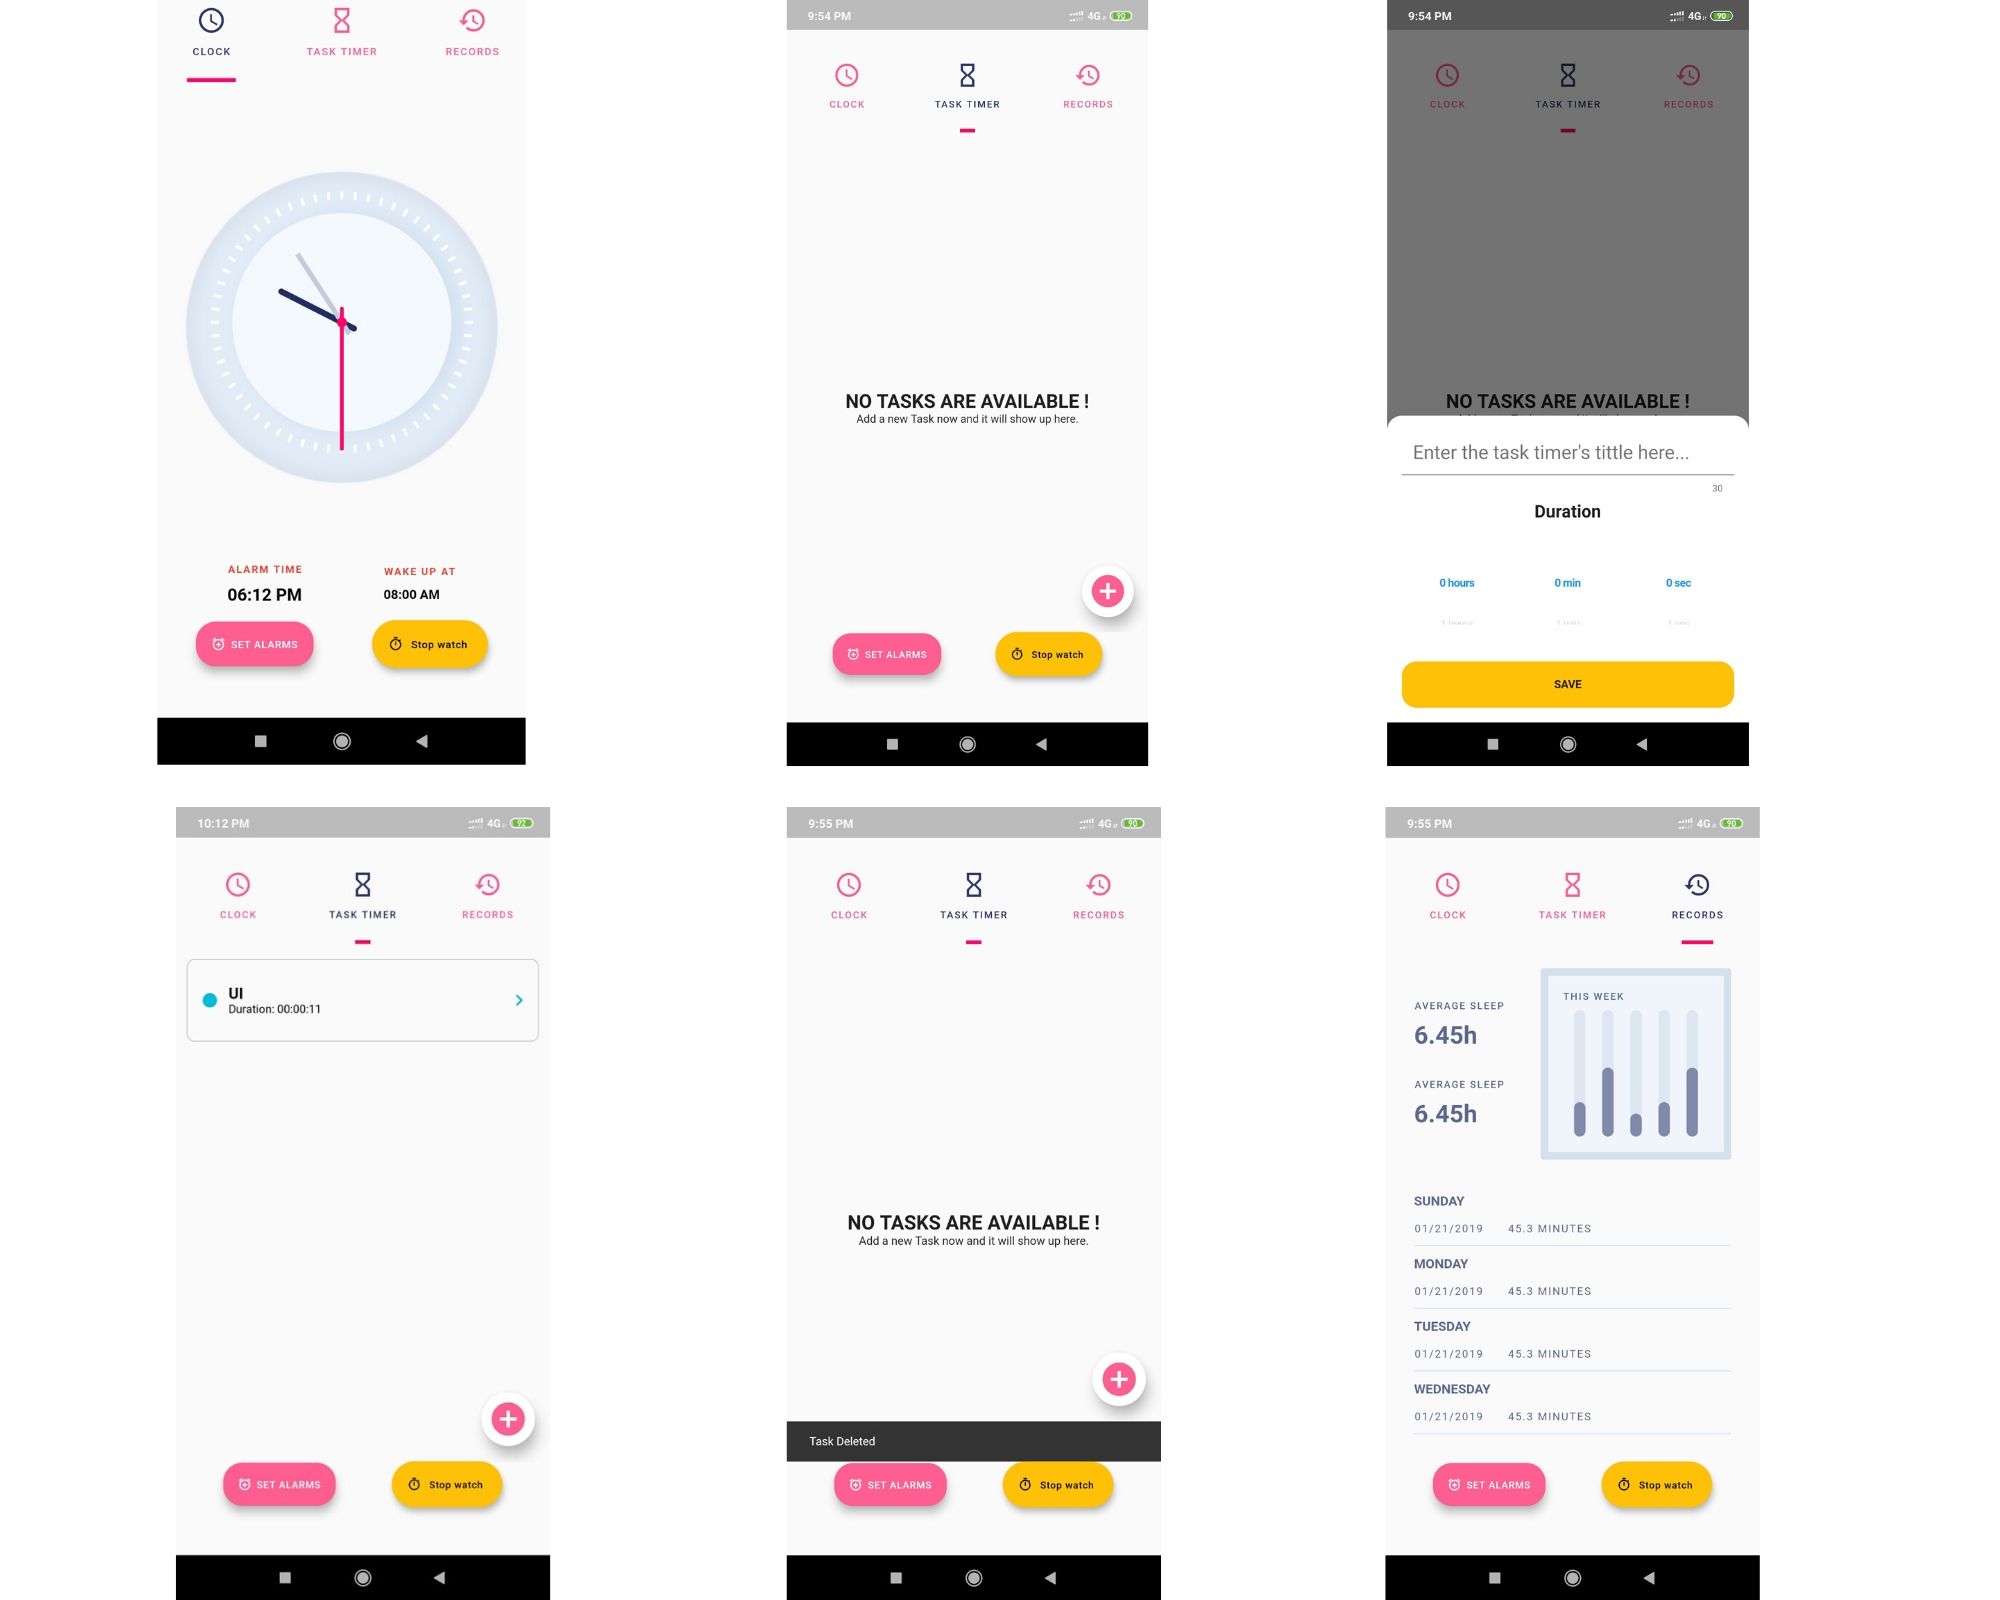 CLOCK TASK TIMER RECORDS
ALARM TIME WAKE UP AT
06:12 PM 08:00 AM
SET ALARMS Stop watch
9:54 PM 4G 90
CLOCK TASK TIMER RECORDS
NO TASKS ARE AVAILABLE !
Add a new Task now and it will show up here.
SET ALARMS Stop watch
9:54 PM 4G 90
CLOCK TASK TIMER RECORDS
NO TASKS ARE AVAILABLE !
Enter the task timer's tittle here...
30
Duration
0 hours 0 min 0 sec
1 hours 1 min 1 sec
SAVE
10:12 PM 4G 92
CLOCK TASK TIMER RECORDS
UI
Duration: 00:00:11
SET ALARMS Stop watch
9:55 PM 4G 90
CLOCK TASK TIMER RECORDS
NO TASKS ARE AVAILABLE !
Add a new Task now and it will show up here.
Task Deleted
SET ALARMS Stop watch
9:55 PM 4G 90
CLOCK TASK TIMER RECORDS
AVERAGE SLEEP
6.45h
AVERAGE SLEEP
6.45h
THIS WEEK
SUNDAY
01/21/2019 45.3 MINUTES
MONDAY
01/21/2019 45.3 MINUTES
TUESDAY
01/21/2019 45.3 MINUTES
WEDNESDAY
01/21/2019 45.3 MINUTES
SET ALARMS Stop watch